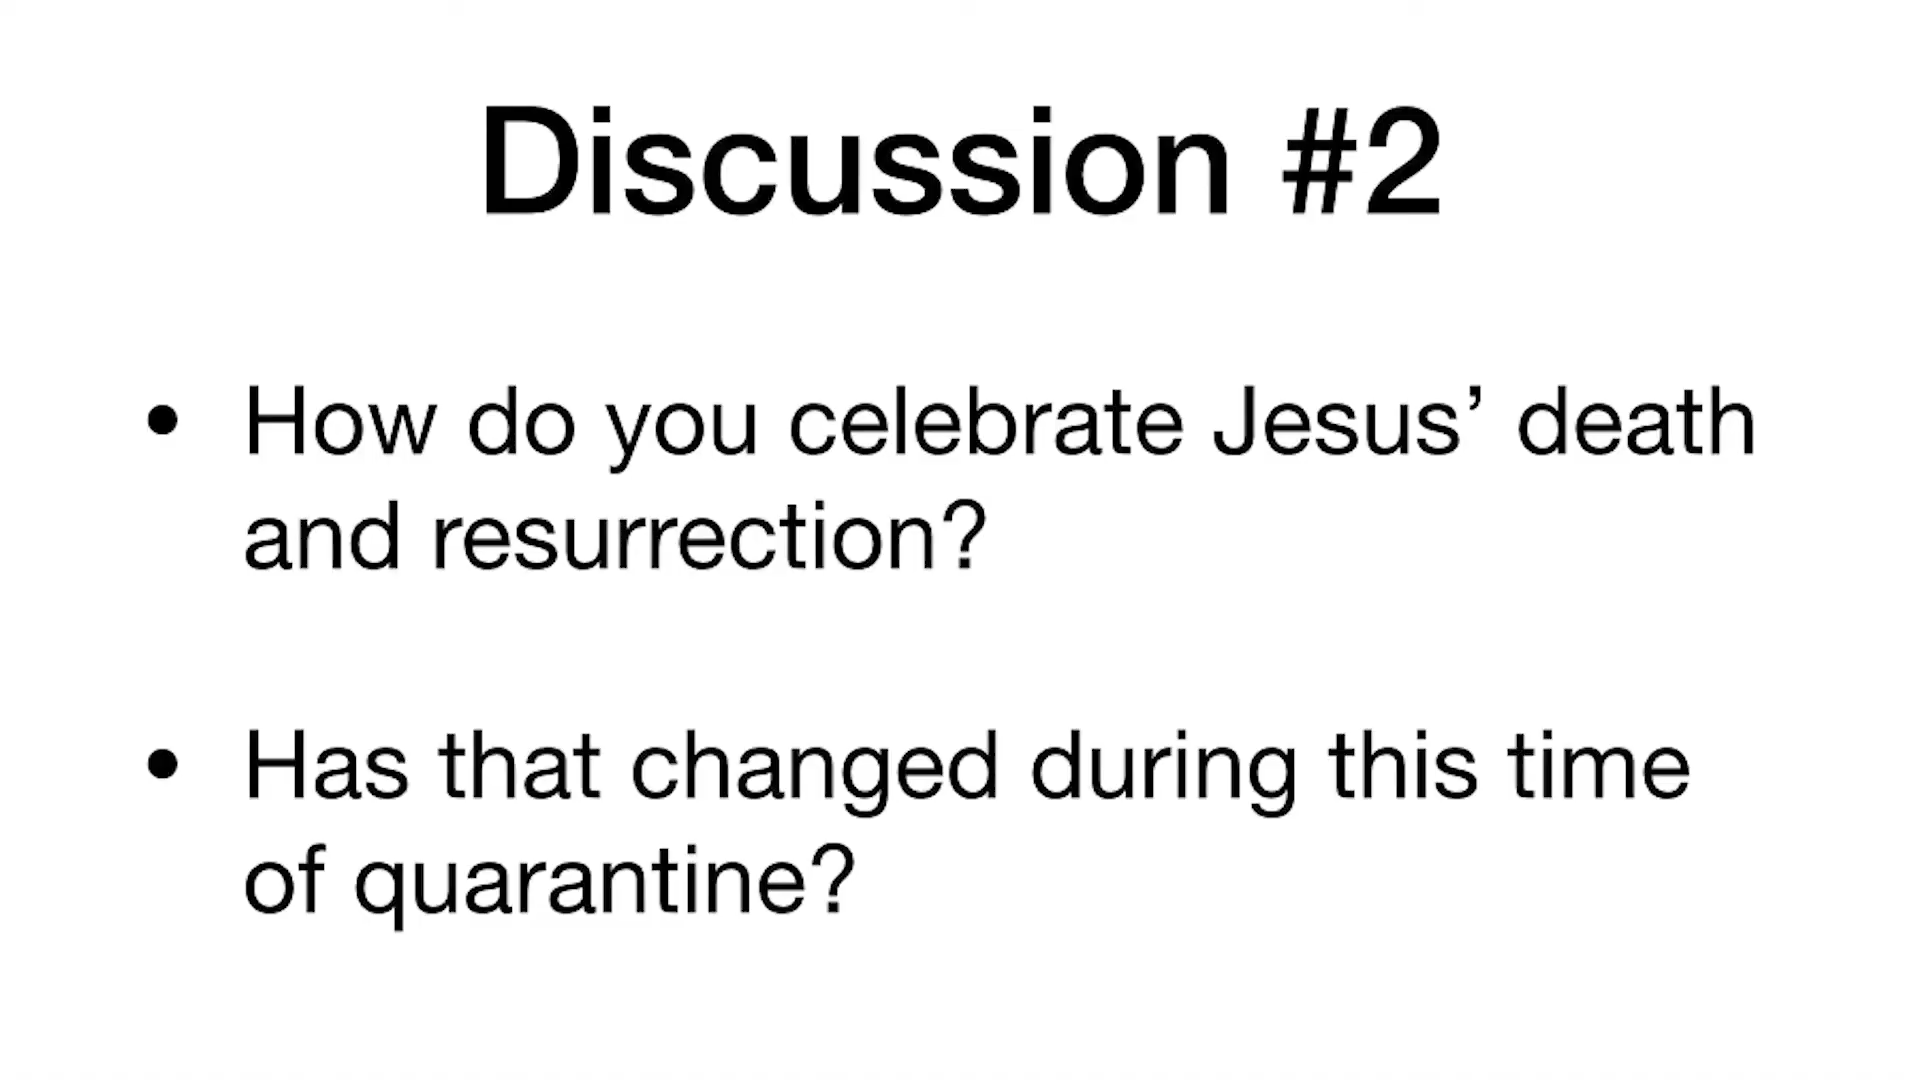 Discussion #2
• How do you celebrate Jesus’ death
and resurrection?
• Has that changed during this time
of quarantine?